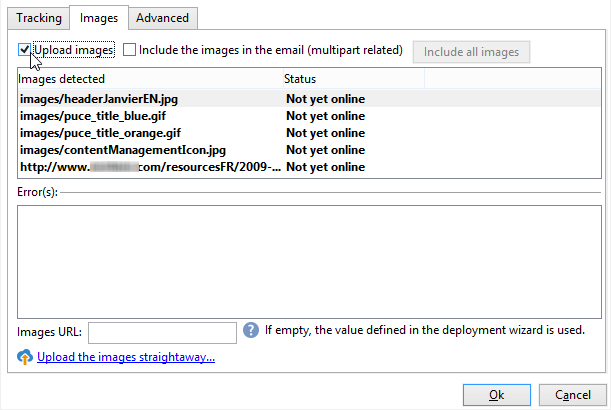 Tracking Images Advanced
Upload images Include the images in the email (multipart related) Include all images
Images detected Status
images/headerJanvierEN.jpg Not yet online
images/puce_title_blue.gif Not yet online
images/puce_title_orange.gif Not yet online
images/contentManagementIcon.jpg Not yet online
http://www. com/resourcesFR/2009-... Not yet online
Error(s):
Images URL: ? If empty, the value defined in the deployment wizard is used.
Upload the images straightaway...
Ok Cancel